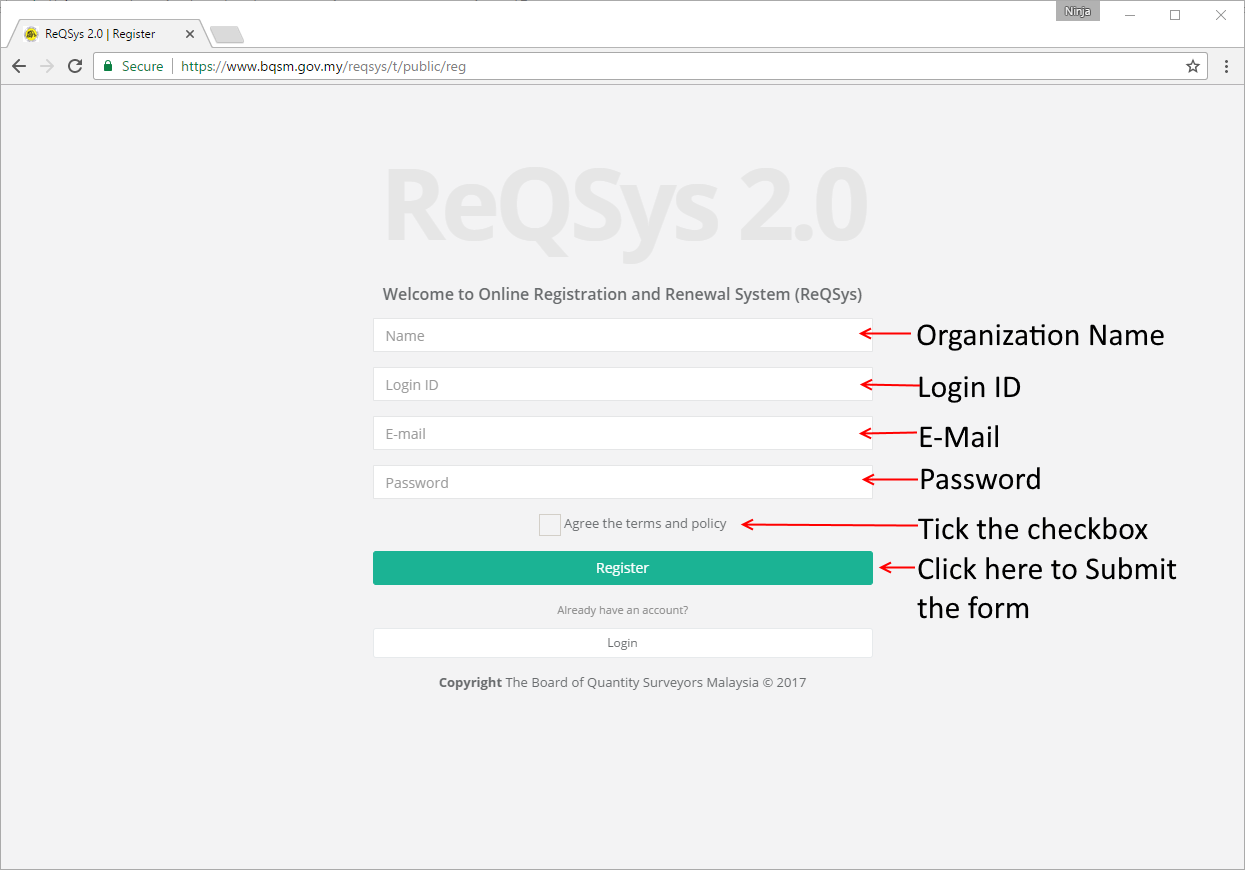 Ninja
ReQSys 2.0 | Register
Secure
https://www.bqsm.gov.my/reqsys/t/public/reg
ReQSys 2.0
Welcome to Online Registration and Renewal System (ReQSys)
Name
Organization Name
Login ID
Login ID
E-mail
E-Mail
Password
Password
Agree the terms and policy
Tick the checkbox
Register
Click here to Submit
the form
Already have an account?
Login
Copyright The Board of Quantity Surveyors Malaysia © 2017